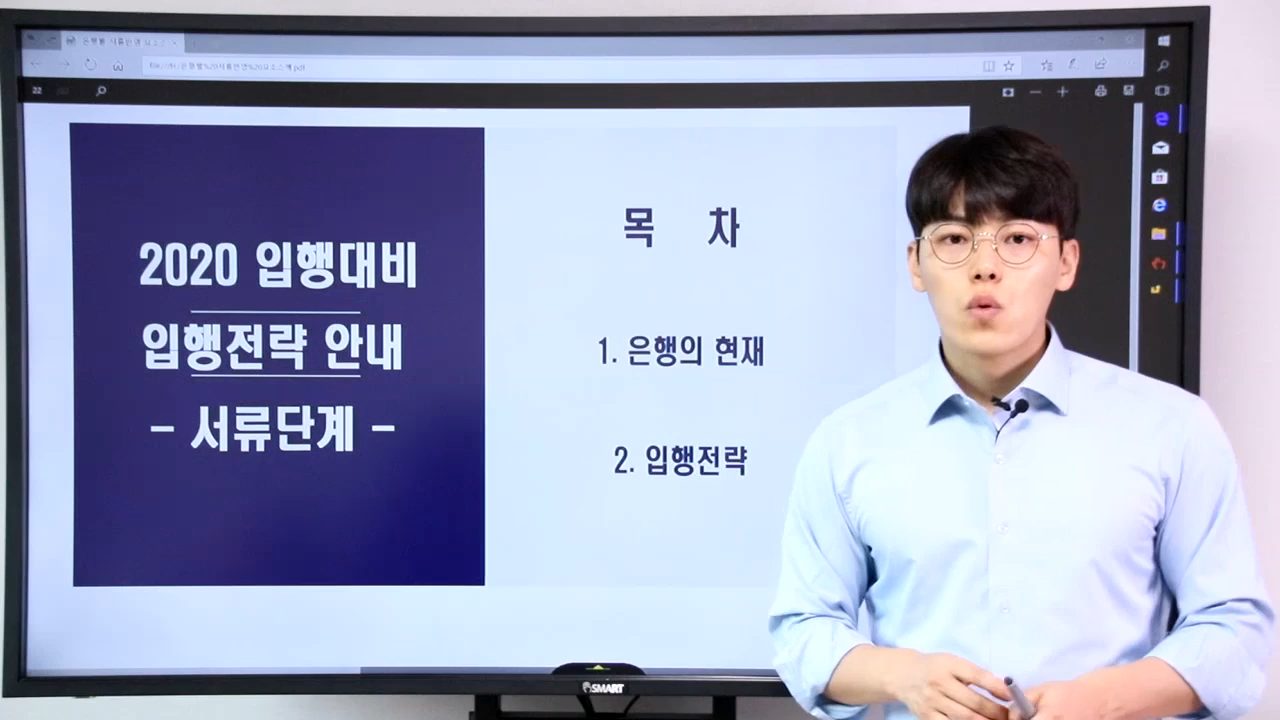 22
2020 입행대비
입행전략 안내
- 서류단계 -
목 차
1. 은행의 현재
2. 입행전략
SMART